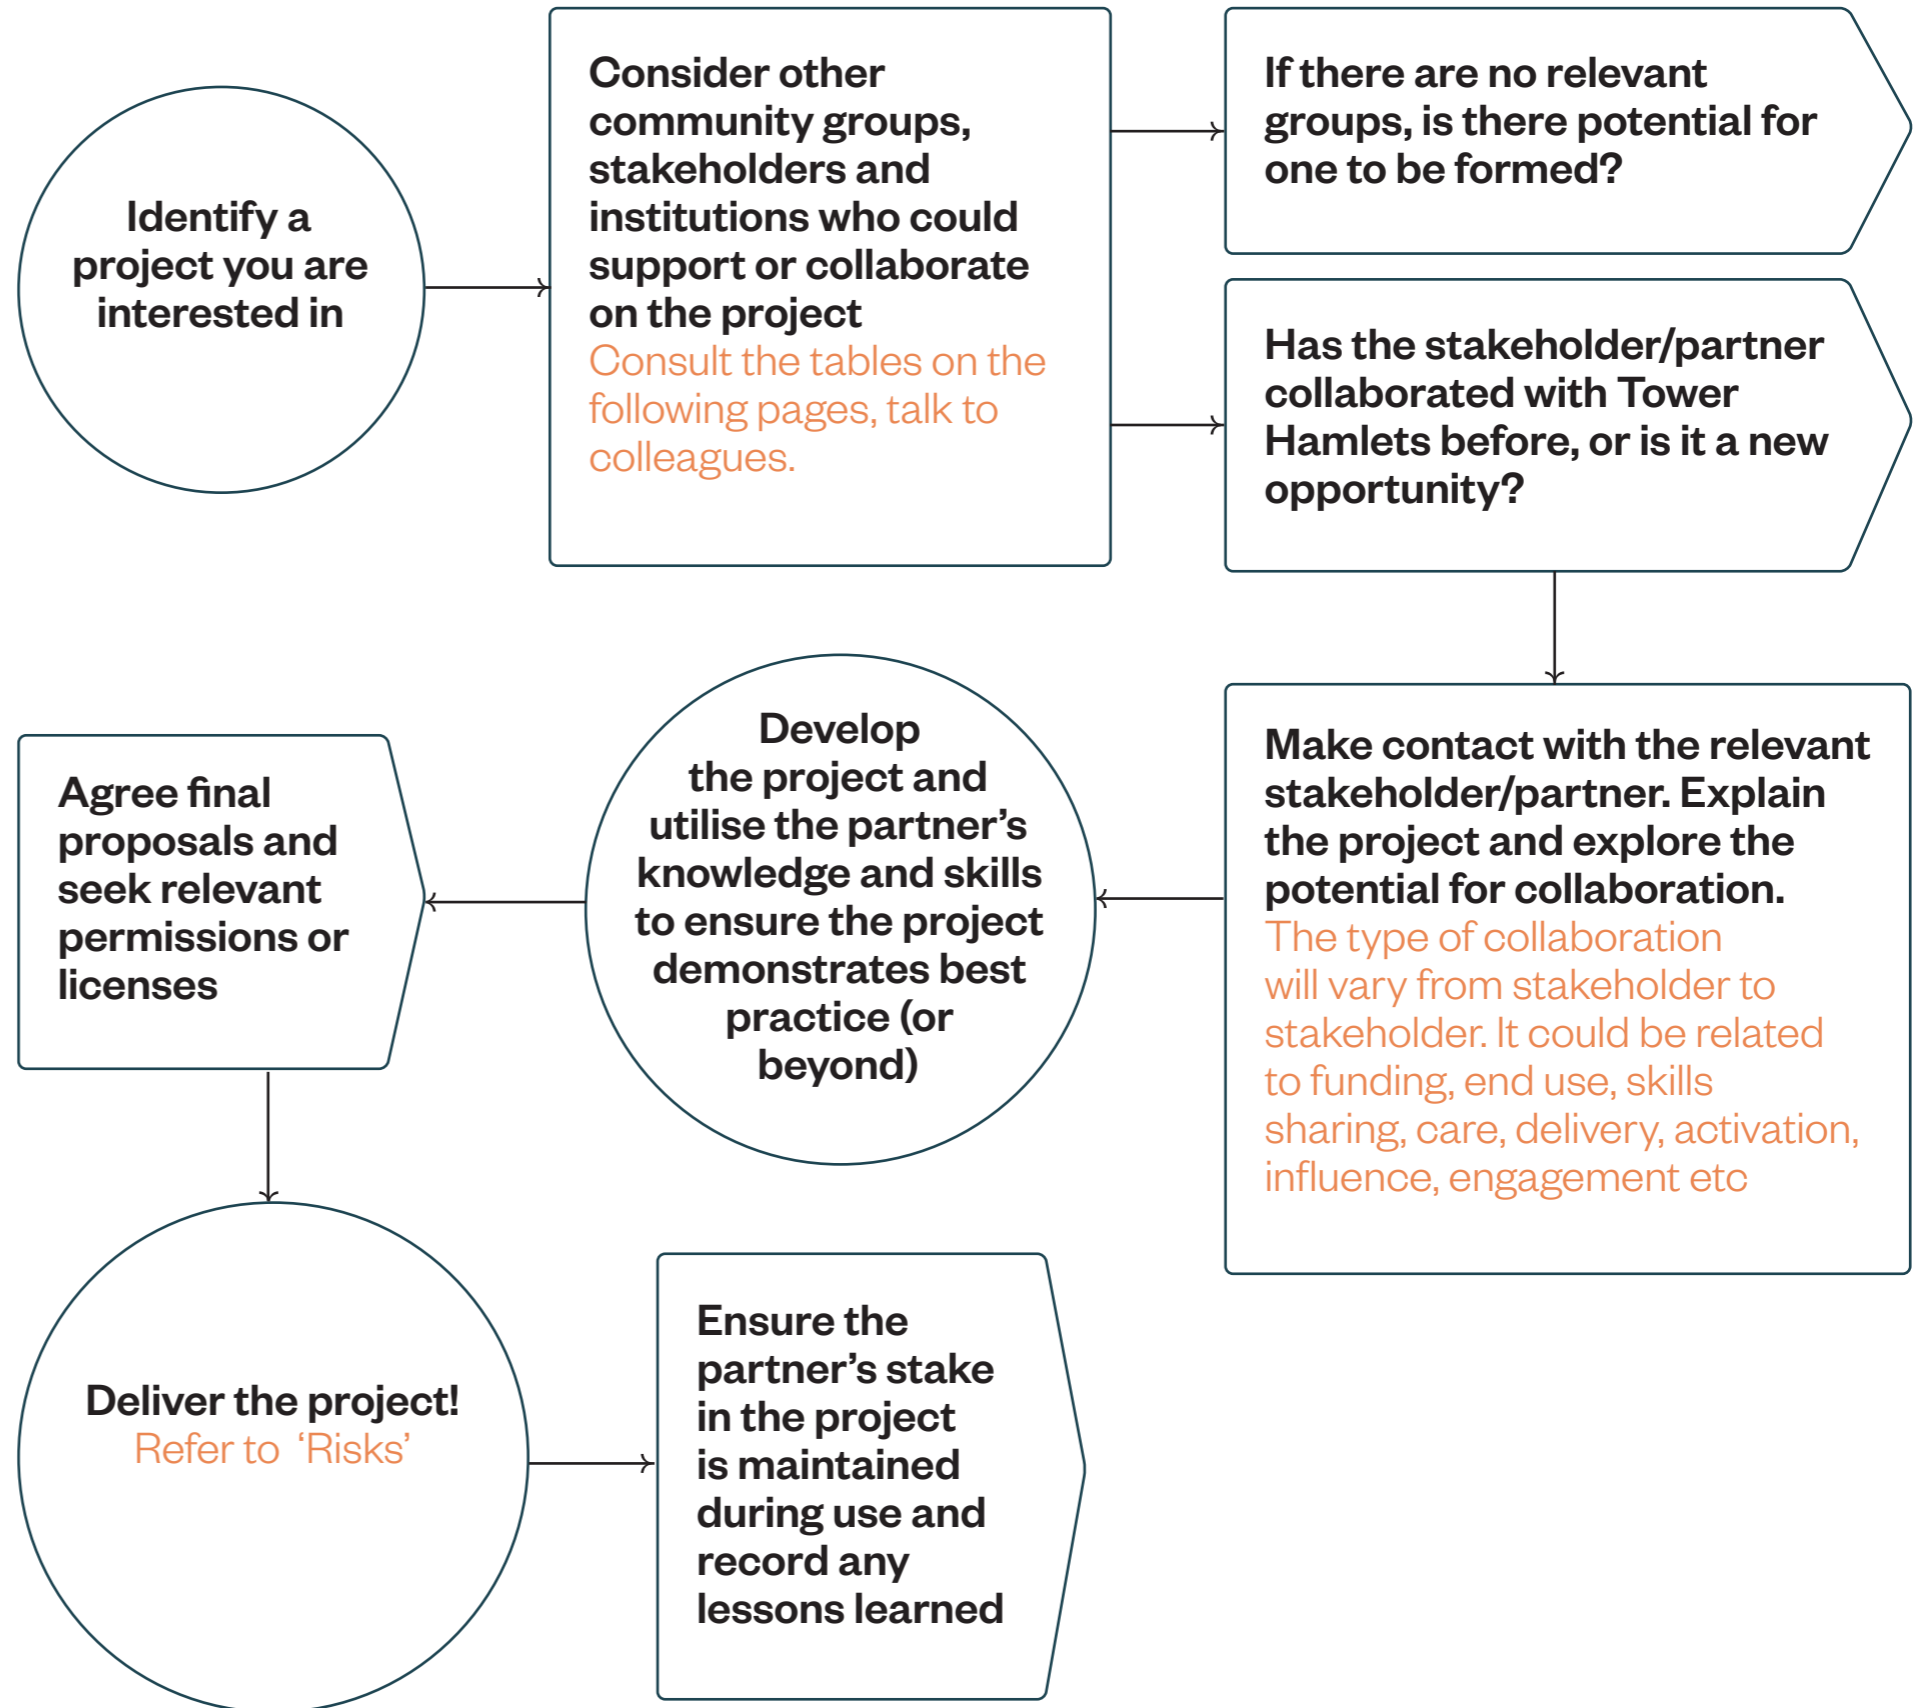 Identify a
project you are
interested in
Consider other
community groups,
stakeholders and
institutions who could
support or collaborate
on the project
Consult the tables on the
following pages, talk to
colleagues.
If there are no relevant
groups, is there potential for
one to be formed?
Has the stakeholder/partner
collaborated with Tower
Hamlets before, or is it a new
opportunity?
Make contact with the relevant
stakeholder/partner. Explain
the project and explore the
potential for collaboration.
The type of collaboration
will vary from stakeholder to
stakeholder. It could be related
to funding, end use, skills
sharing, care, delivery, activation,
influence, engagement etc
Develop
the project and
utilise the partner’s
knowledge and skills
to ensure the project
demonstrates best
practice (or
beyond)
Agree final
proposals and
seek relevant
permissions or
licenses
Deliver the project!
Refer to ‘Risks’
Ensure the
partner’s stake
in the project
is maintained
during use and
record any
lessons learned